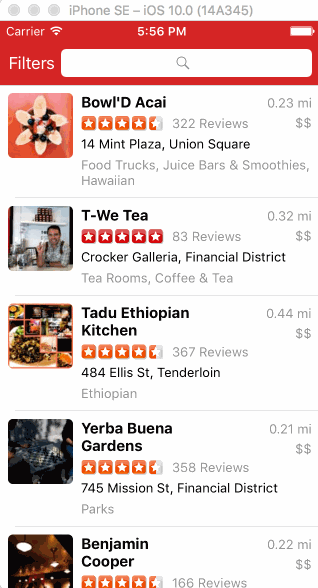 iPhone SE – iOS 10.0 (14A345)
Carrier 5:56 PM
Filters
Bowl'D Acai 0.23 mi
322 Reviews $$
14 Mint Plaza, Union Square
Food Trucks, Juice Bars & Smoothies,
Hawaiian
T-We Tea 0.32 mi
83 Reviews $$
Crocker Galleria, Financial District
Tea Rooms, Coffee & Tea
Tadu Ethiopian 0.44 mi
Kitchen $$
367 Reviews
484 Ellis St, Tenderloin
Ethiopian
Yerba Buena 0.21 mi
Gardens $$
358 Reviews
745 Mission St, Financial District
Parks
Benjamin 0.22 mi
Cooper $$
166 Reviews